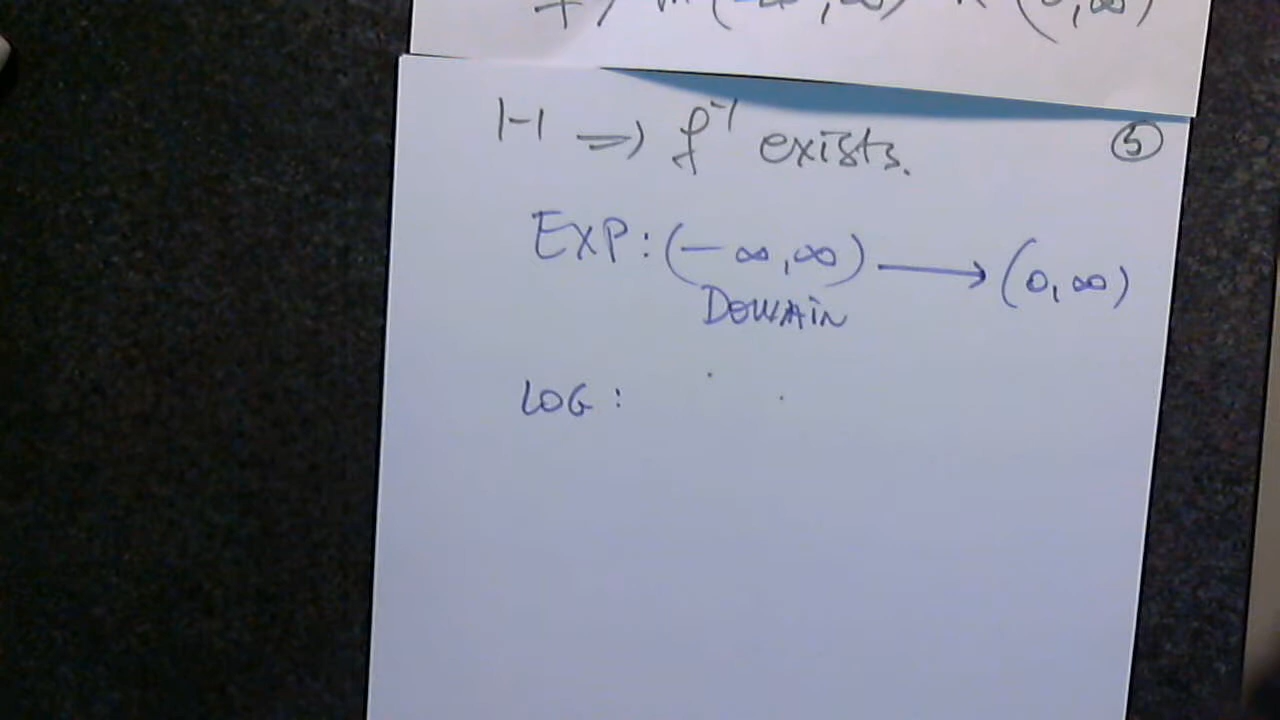 1-1 ⇒ f⁻¹ exists. ⑤
EXP: (-∞,∞) ⟶ (0,∞)
DOMAIN
LOG :